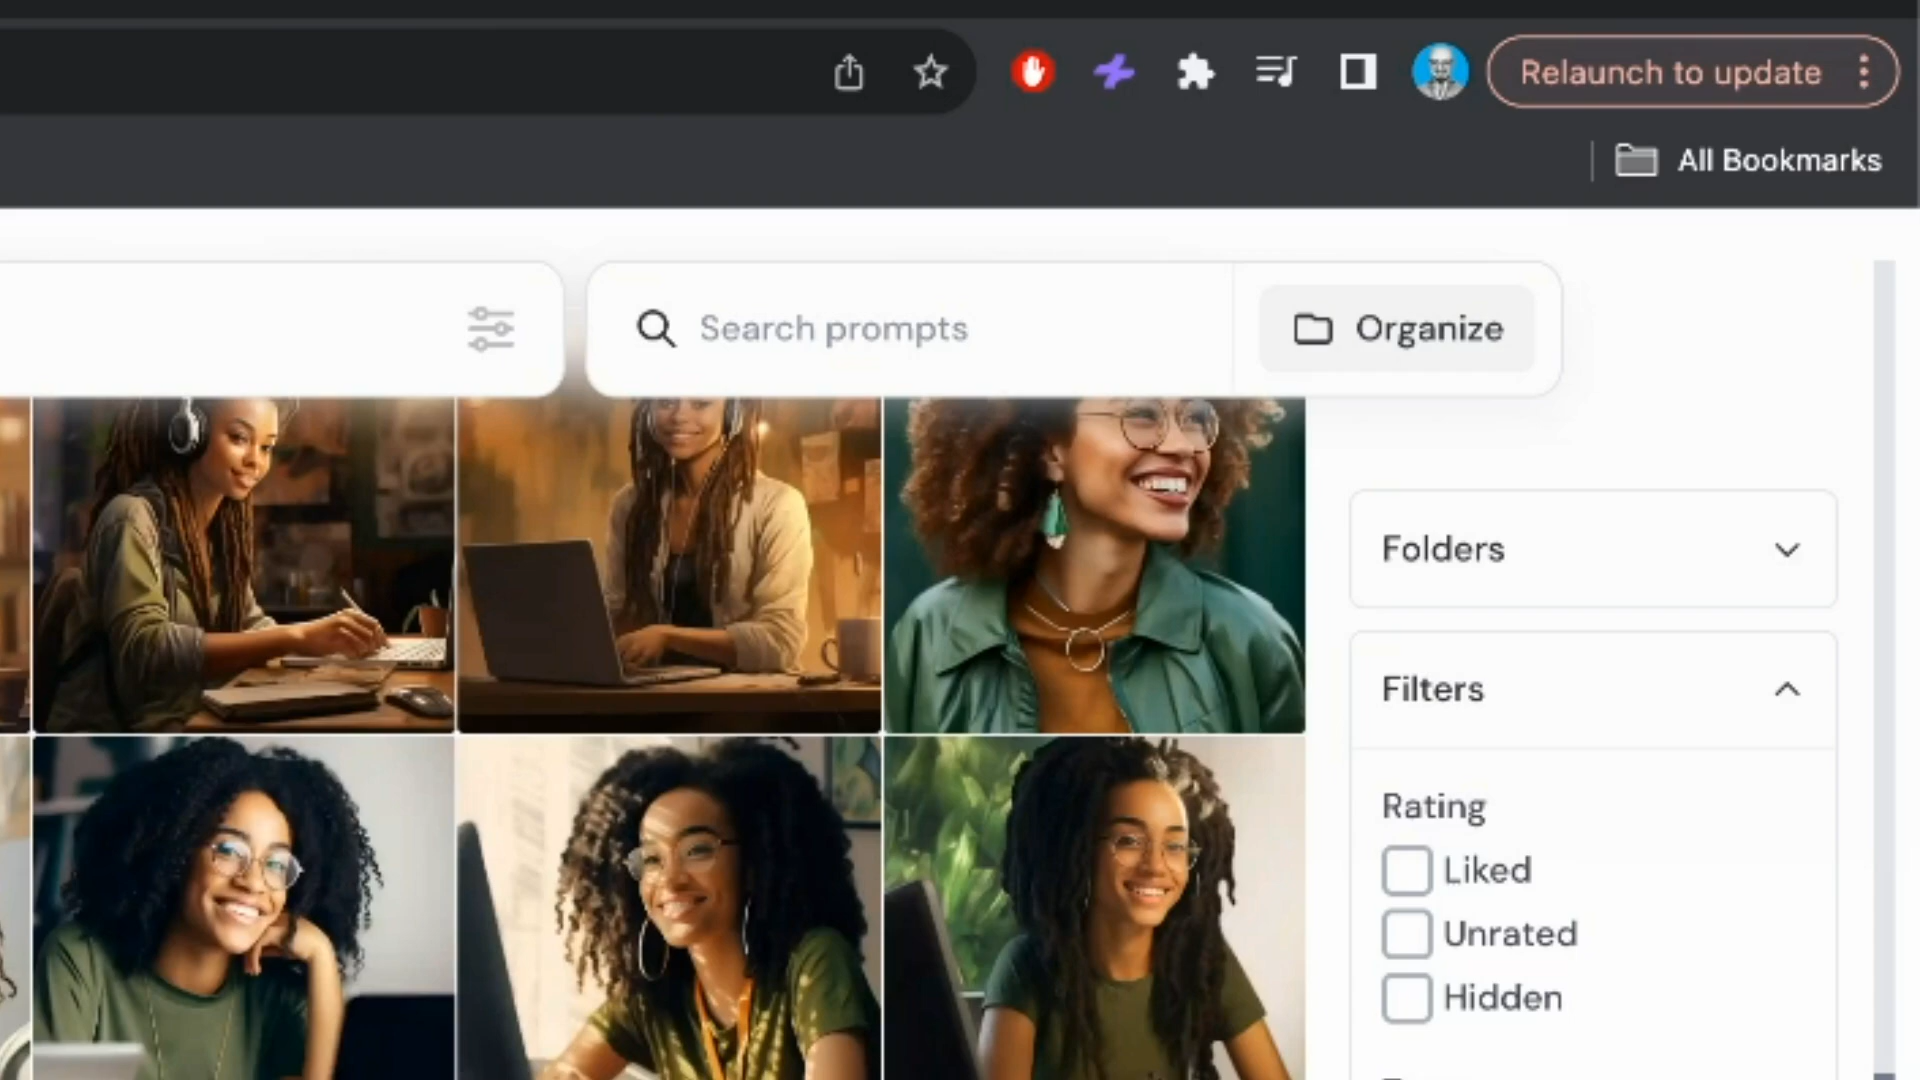 Relaunch to update
All Bookmarks
Search prompts
Organize
Folders
Filters
Rating
Liked
Unrated
Hidden